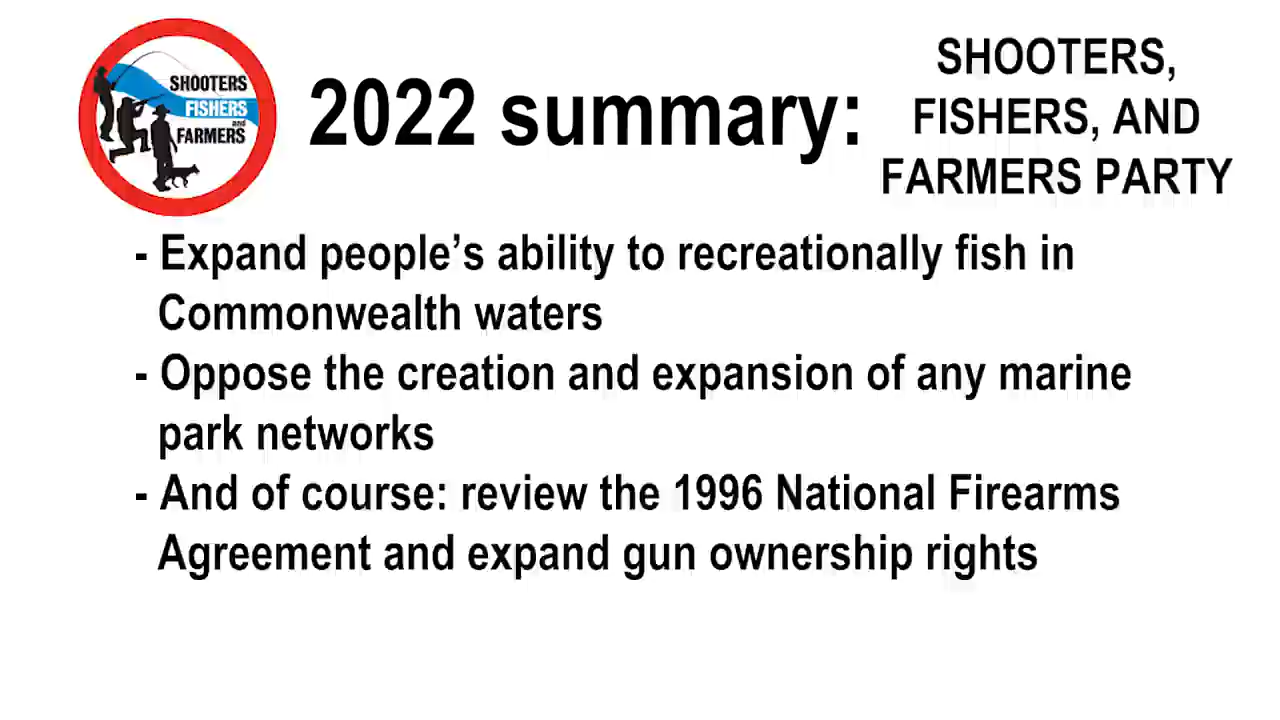 SHOOTERS
FISHERS
and
FARMERS
2022 summary:
SHOOTERS,
FISHERS, AND
FARMERS PARTY
- Expand people’s ability to recreationally fish in
Commonwealth waters
- Oppose the creation and expansion of any marine
park networks
- And of course: review the 1996 National Firearms
Agreement and expand gun ownership rights